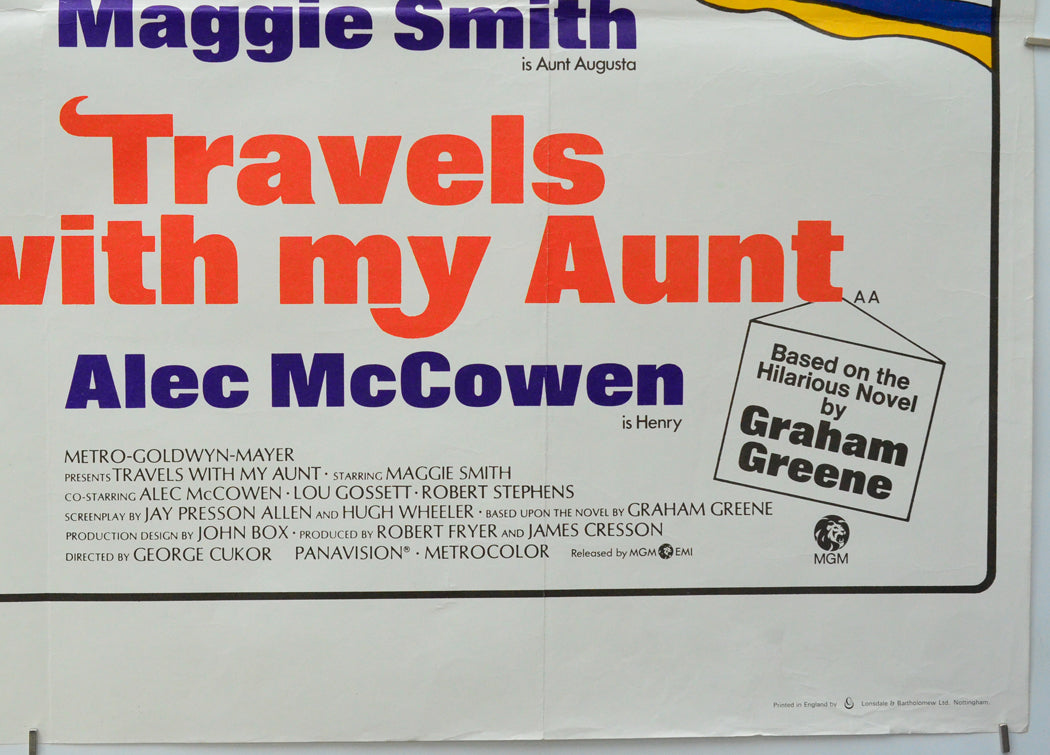 Maggie Smith
is Aunt Augusta
Travels
with my Aunt
AA
Based on the
Hilarious Novel
by
Graham
Greene
Alec McCowen
is Henry
METRO-GOLDWYN-MAYER
PRESENTS TRAVELS WITH MY AUNT · STARRING MAGGIE SMITH
CO-STARRING ALEC McCOWEN · LOU GOSSETT · ROBERT STEPHENS
SCREENPLAY BY JAY PRESSON ALLEN AND HUGH WHEELER · BASED UPON THE NOVEL BY GRAHAM GREENE
PRODUCTION DESIGN BY JOHN BOX · PRODUCED BY ROBERT FRYER AND JAMES CRESSON
DIRECTED BY GEORGE CUKOR PANAVISION® · METROCOLOR Released by MGM EMI
MGM
Printed in England by Lonsdale & Bartholomew Ltd. Nottingham.